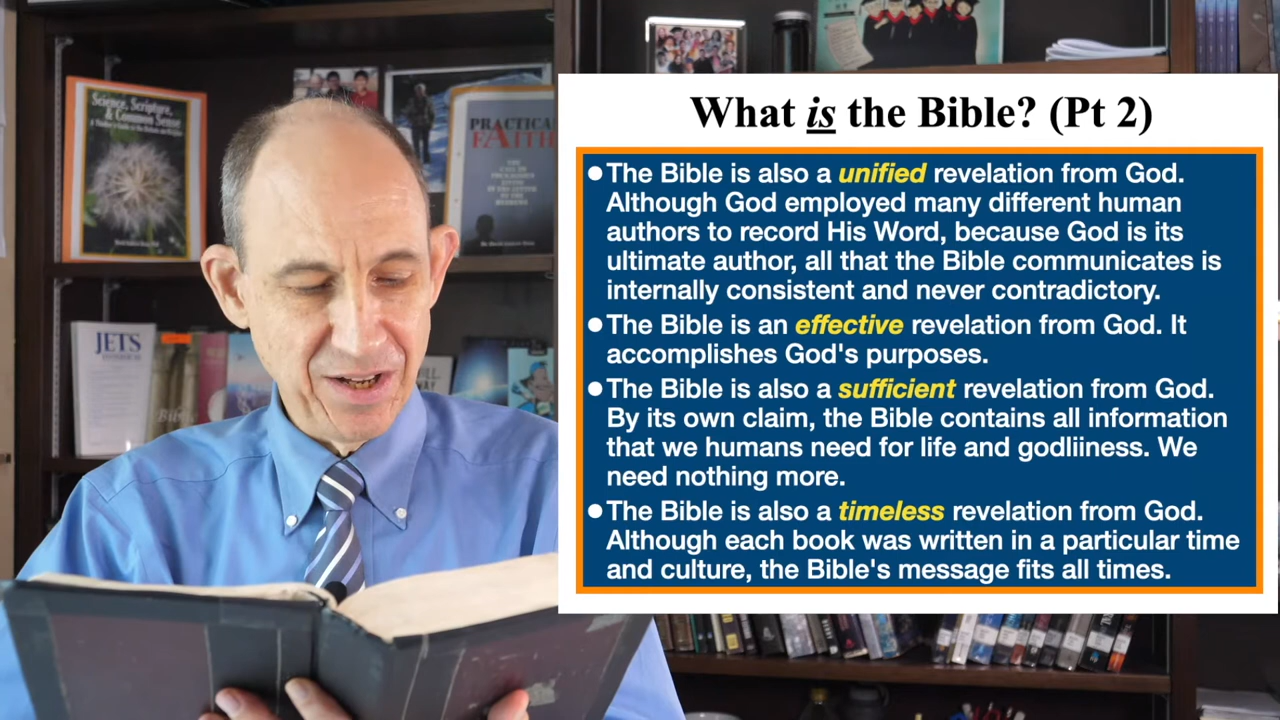 Science, Scripture,
& Common Sense
PRACTICAL
FAITH
THE
CALL TO
JETS
What is the Bible? (Pt 2)
●The Bible is also a unified revelation from God.
Although God employed many different human
authors to record His Word, because God is its
ultimate author, all that the Bible communicates is
internally consistent and never contradictory.
●The Bible is an effective revelation from God. It
accomplishes God's purposes.
●The Bible is also a sufficient revelation from God.
By its own claim, the Bible contains all information
that we humans need for life and godliiness. We
need nothing more.
●The Bible is also a timeless revelation from God.
Although each book was written in a particular time
and culture, the Bible's message fits all times.